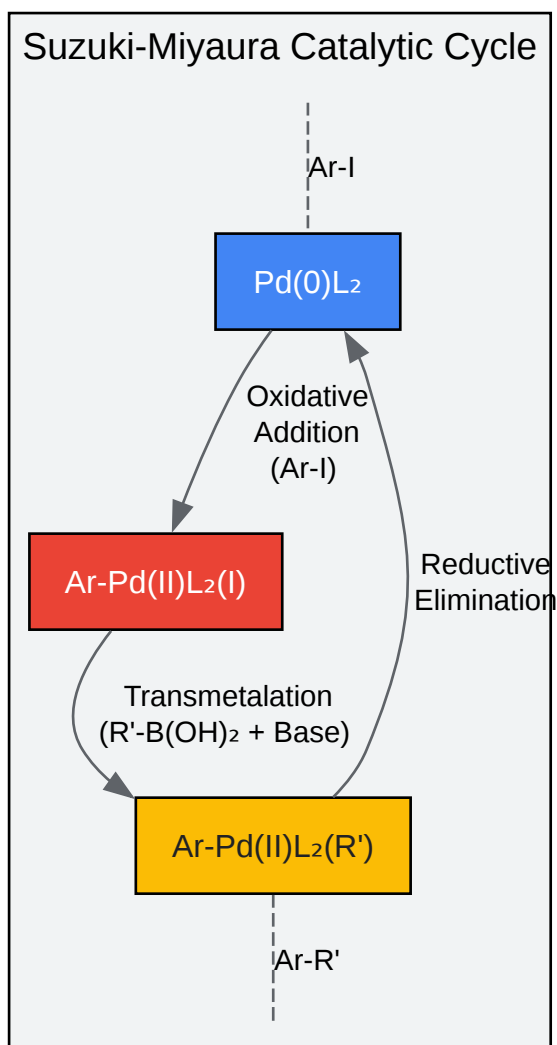 Suzuki-Miyaura Catalytic Cycle
Ar-I
Pd(0)L₂
Oxidative
Addition
(Ar-I)
Ar-Pd(II)L₂(I)
Reductive
Elimination
Transmetalation
(R'-B(OH)₂ + Base)
Ar-Pd(II)L₂(R')
Ar-R'